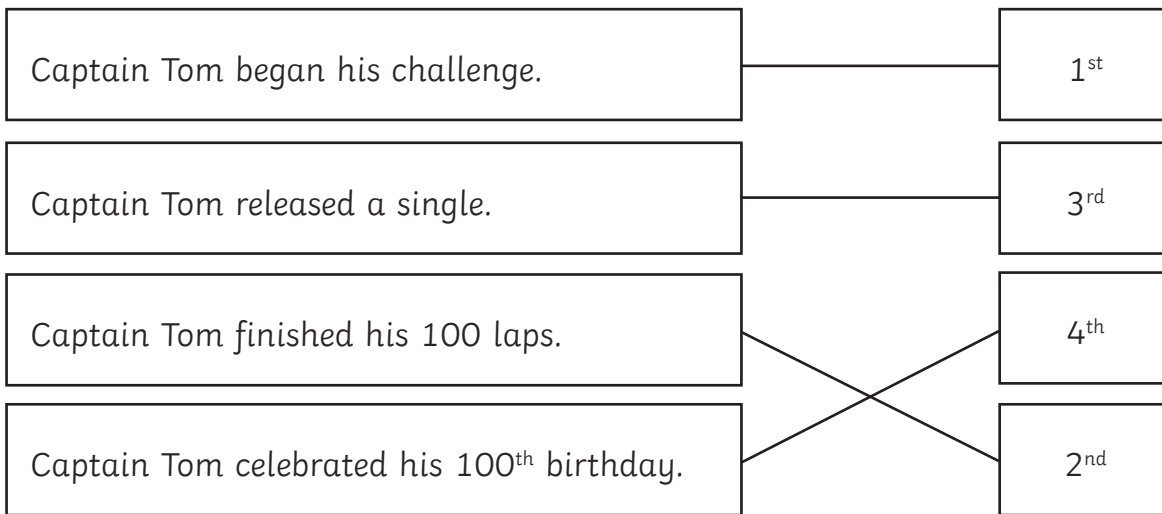 Captain Tom began his challenge.
1st
Captain Tom released a single.
3rd
Captain Tom finished his 100 laps.
4th
Captain Tom celebrated his 100th birthday.
2nd